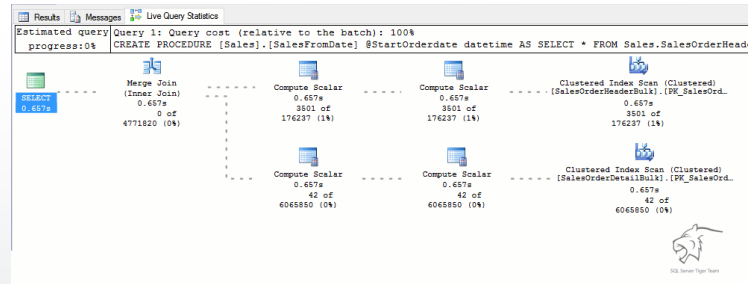 Results Messages Live Query Statistics
Estimated query Query 1: Query cost (relative to the batch): 100%
progress:0% CREATE PROCEDURE [Sales].[SalesFromDate] @StartOrderdate datetime AS SELECT * FROM Sales.SalesOrderHead
SELECT
0.657s
Merge Join
(Inner Join)
0.657s
0 of
4771820 (0%)
Compute Scalar
0.657s
3501 of
176237 (1%)
Compute Scalar
0.657s
3501 of
176237 (1%)
Clustered Index Scan (Clustered)
[SalesOrderHeaderBulk].[PK_SalesOrd…
0.657s
3501 of
176237 (1%)
Compute Scalar
0.657s
42 of
6065850 (0%)
Compute Scalar
0.657s
42 of
6065850 (0%)
Clustered Index Scan (Clustered)
[SalesOrderDetailBulk].[PK_SalesOrd…
0.657s
42 of
6065850 (0%)
SQL Server Tiger Team